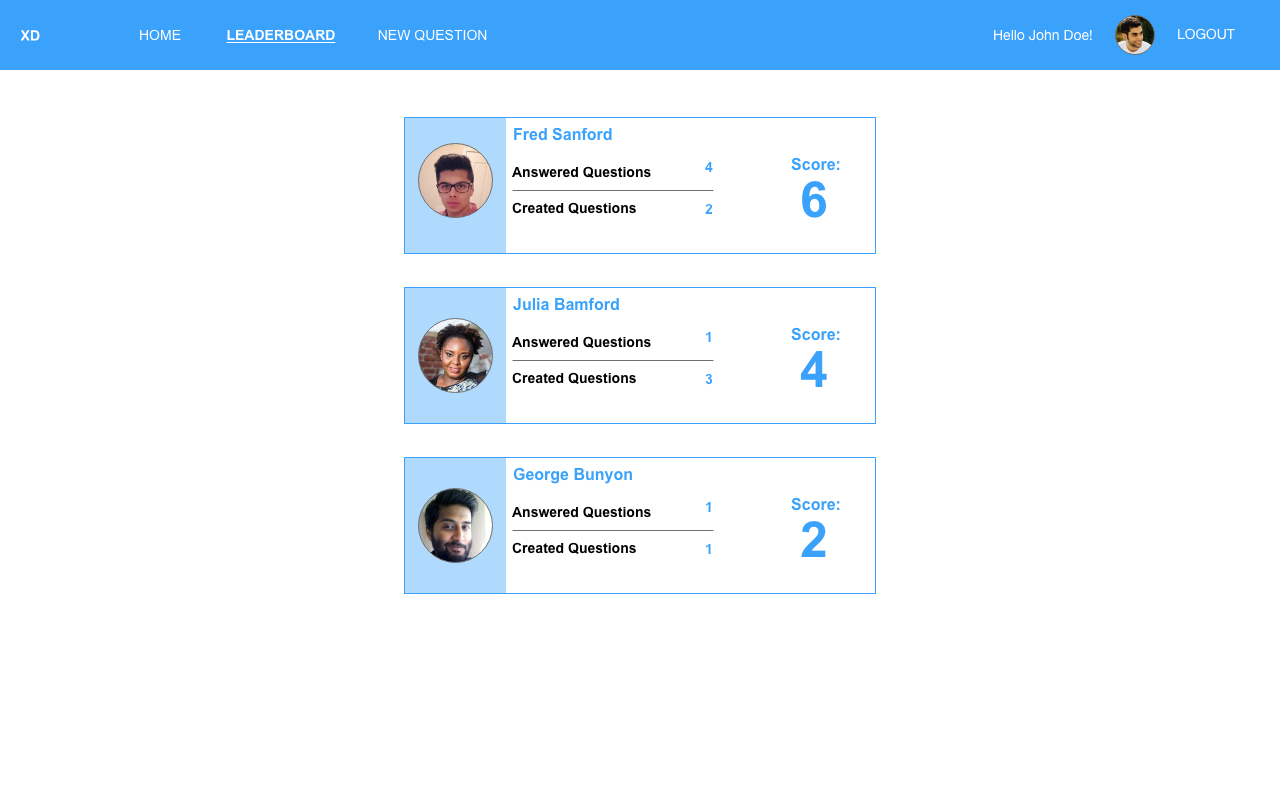 XD HOME LEADERBOARD NEW QUESTION Hello John Doe! LOGOUT
Fred Sanford
Answered Questions 4
Created Questions 2
Score:
6
Julia Bamford
Answered Questions 1
Created Questions 3
Score:
4
George Bunyon
Answered Questions 1
Created Questions 1
Score:
2